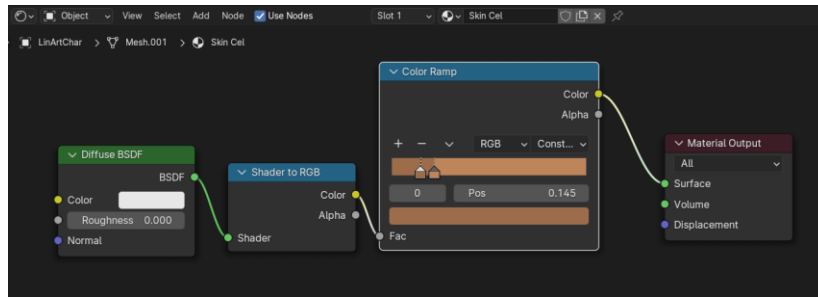 Object View Select Add Node Use Nodes Slot 1 Skin Cel
LinArtChar > Mesh.001 > Skin Cel
Color Ramp
Color
Alpha
+ − RGB Const...
0 Pos 0.145
Fac
Diffuse BSDF
BSDF
Color
Roughness 0.000
Normal
Shader to RGB
Color
Alpha
Shader
Material Output
All
Surface
Volume
Displacement